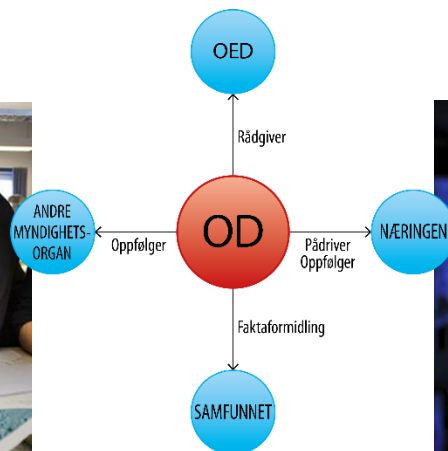 OED
Rådgiver
ANDRE
MYNDIGHETS-
ORGAN
Oppfølger
OD
Pådriver
Oppfølger
NÆRINGEN
Faktaformidling
SAMFUNNET